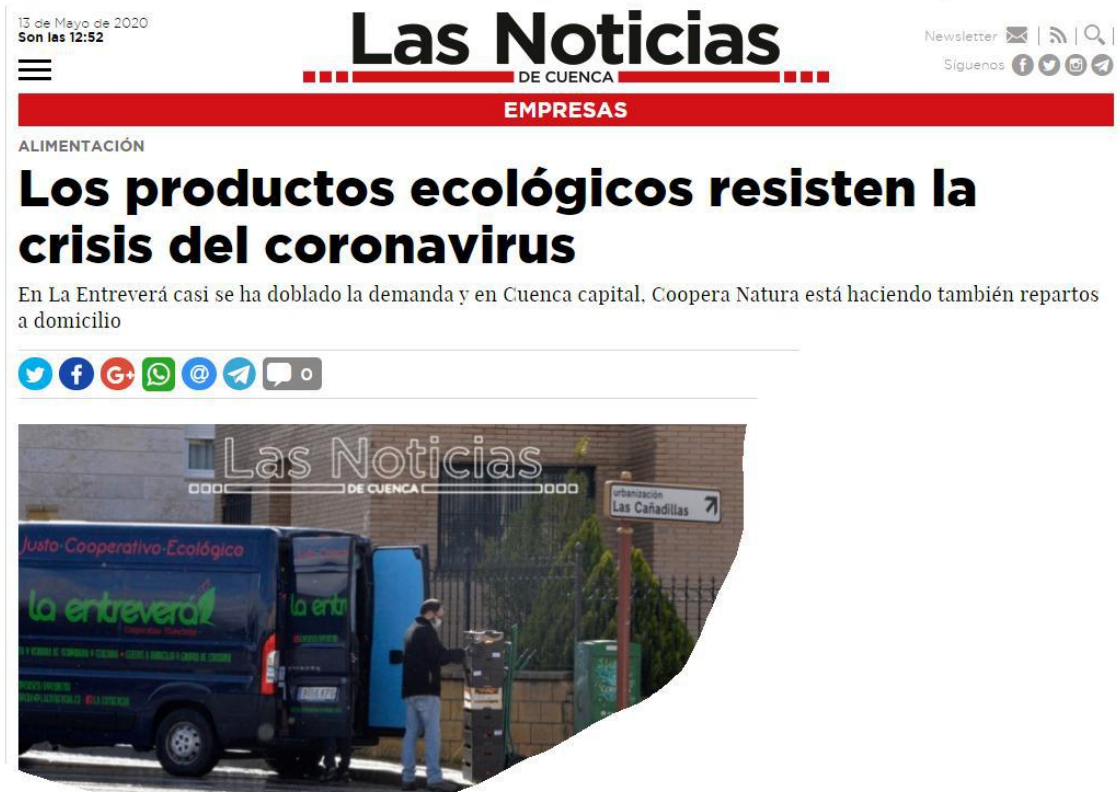 13 de Mayo de 2020
Son las 12:52
Las Noticias
DE CUENCA
Newsletter
Síguenos
EMPRESAS
ALIMENTACIÓN
Los productos ecológicos resisten la
crisis del coronavirus
En La Entreverá casi se ha doblado la demanda y en Cuenca capital, Coopera Natura está haciendo también repartos
a domicilio
0
Las Noticias
DE CUENCA
urbanización
Las Cañadillas
Justo·Cooperativo·Ecológico
la entreverá
la entr